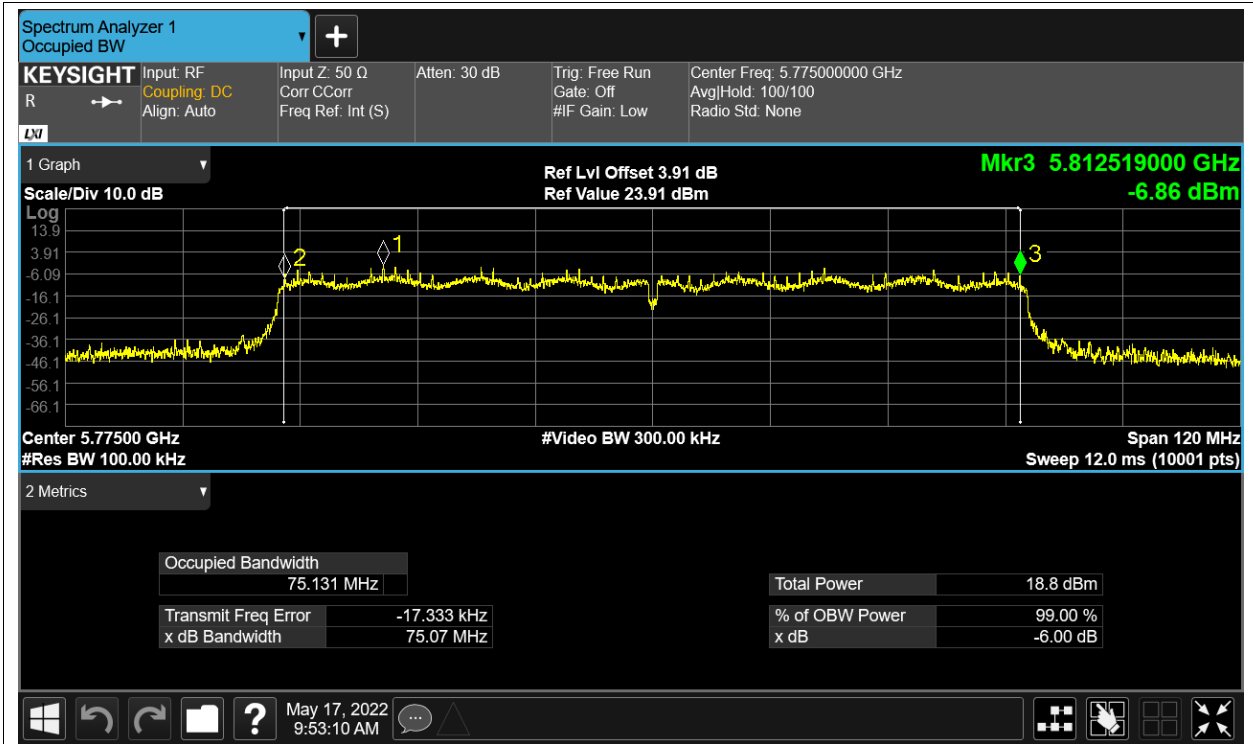 Spectrum Analyzer 1
Occupied BW
+
KEYSIGHT
R
LXI
Input: RF
Coupling: DC
Align: Auto
Input Z: 50 Ω
Corr CCorr
Freq Ref: Int (S)
Atten: 30 dB
Trig: Free Run
Gate: Off
#IF Gain: Low
Center Freq: 5.775000000 GHz
Avg|Hold: 100/100
Radio Std: None
1 Graph
Scale/Div 10.0 dB
Ref Lvl Offset 3.91 dB
Ref Value 23.91 dBm
Mkr3 5.812519000 GHz
-6.86 dBm
Log
13.9
3.91
-6.09
-16.1
-26.1
-36.1
-46.1
-56.1
-66.1
2
1
3
Center 5.77500 GHz
#Res BW 100.00 kHz
#Video BW 300.00 kHz
Span 120 MHz
Sweep 12.0 ms (10001 pts)
2 Metrics
Occupied Bandwidth
75.131 MHz
Transmit Freq Error -17.333 kHz
x dB Bandwidth 75.07 MHz
Total Power 18.8 dBm
% of OBW Power 99.00 %
x dB -6.00 dB
?
May 17, 2022
9:53:10 AM